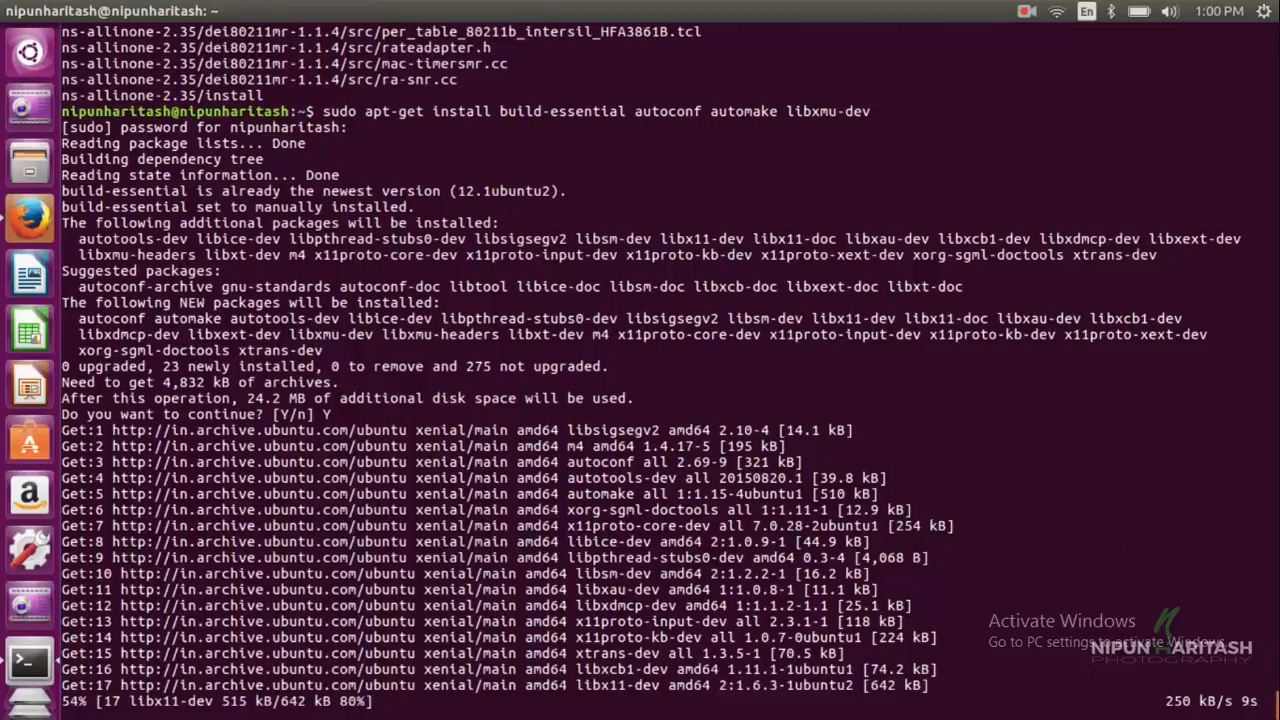 nipunharitash@nipunharitash: ~
En
1:00 PM
ns-allinone-2.35/dei80211mr-1.1.4/src/per_table_80211b_intersil_HFA3861B.tcl
ns-allinone-2.35/dei80211mr-1.1.4/src/rateadapter.h
ns-allinone-2.35/dei80211mr-1.1.4/src/mac-timersmr.cc
ns-allinone-2.35/dei80211mr-1.1.4/src/ra-snr.cc
ns-allinone-2.35/install
nipunharitash@nipunharitash:~$ sudo apt-get install build-essential autoconf automake libxmu-dev
[sudo] password for nipunharitash:
Reading package lists... Done
Building dependency tree
Reading state information... Done
build-essential is already the newest version (12.1ubuntu2).
build-essential set to manually installed.
The following additional packages will be installed:
autotools-dev libice-dev libpthread-stubs0-dev libsigsegv2 libsm-dev libx11-dev libx11-doc libxau-dev libxcb1-dev libxdmcp-dev libxext-dev
libxmu-headers libxt-dev m4 x11proto-core-dev x11proto-input-dev x11proto-kb-dev x11proto-xext-dev xorg-sgml-doctools xtrans-dev
Suggested packages:
autoconf-archive gnu-standards autoconf-doc libtool libice-doc libsm-doc libxcb-doc libxext-doc libxt-doc
The following NEW packages will be installed:
autoconf automake autotools-dev libice-dev libpthread-stubs0-dev libsigsegv2 libsm-dev libx11-dev libx11-doc libxau-dev libxcb1-dev
libxdmcp-dev libxext-dev libxmu-dev libxmu-headers libxt-dev m4 x11proto-core-dev x11proto-input-dev x11proto-kb-dev x11proto-xext-dev
xorg-sgml-doctools xtrans-dev
0 upgraded, 23 newly installed, 0 to remove and 275 not upgraded.
Need to get 4,832 kB of archives.
After this operation, 24.2 MB of additional disk space will be used.
Do you want to continue? [Y/n] Y
Get:1 http://in.archive.ubuntu.com/ubuntu xenial/main amd64 libsigsegv2 amd64 2.10-4 [14.1 kB]
Get:2 http://in.archive.ubuntu.com/ubuntu xenial/main amd64 m4 amd64 1.4.17-5 [195 kB]
Get:3 http://in.archive.ubuntu.com/ubuntu xenial/main amd64 autoconf all 2.69-9 [321 kB]
Get:4 http://in.archive.ubuntu.com/ubuntu xenial/main amd64 autotools-dev all 20150820.1 [39.8 kB]
Get:5 http://in.archive.ubuntu.com/ubuntu xenial/main amd64 automake all 1:1.15-4ubuntu1 [510 kB]
Get:6 http://in.archive.ubuntu.com/ubuntu xenial/main amd64 xorg-sgml-doctools all 1:1.11-1 [12.9 kB]
Get:7 http://in.archive.ubuntu.com/ubuntu xenial/main amd64 x11proto-core-dev all 7.0.28-2ubuntu1 [254 kB]
Get:8 http://in.archive.ubuntu.com/ubuntu xenial/main amd64 libice-dev amd64 2:1.0.9-1 [44.9 kB]
Get:9 http://in.archive.ubuntu.com/ubuntu xenial/main amd64 libpthread-stubs0-dev amd64 0.3-4 [4,068 B]
Get:10 http://in.archive.ubuntu.com/ubuntu xenial/main amd64 libsm-dev amd64 2:1.2.2-1 [16.2 kB]
Get:11 http://in.archive.ubuntu.com/ubuntu xenial/main amd64 libxau-dev amd64 1:1.0.8-1 [11.1 kB]
Get:12 http://in.archive.ubuntu.com/ubuntu xenial/main amd64 libxdmcp-dev amd64 1:1.1.2-1.1 [25.1 kB]
Get:13 http://in.archive.ubuntu.com/ubuntu xenial/main amd64 x11proto-input-dev all 2.3.1-1 [118 kB]
Get:14 http://in.archive.ubuntu.com/ubuntu xenial/main amd64 x11proto-kb-dev all 1.0.7-0ubuntu1 [224 kB]
Get:15 http://in.archive.ubuntu.com/ubuntu xenial/main amd64 xtrans-dev all 1.3.5-1 [70.5 kB]
Get:16 http://in.archive.ubuntu.com/ubuntu xenial/main amd64 libxcb1-dev amd64 1.11.1-1ubuntu1 [74.2 kB]
Get:17 http://in.archive.ubuntu.com/ubuntu xenial/main amd64 libx11-dev amd64 2:1.6.3-1ubuntu2 [642 kB]
54% [17 libx11-dev 515 kB/642 kB 80%]
250 kB/s 9s
Activate Windows
Go to PC settings to activate Windows.
NIPUN HARITASH
PHOTOGRAPHY